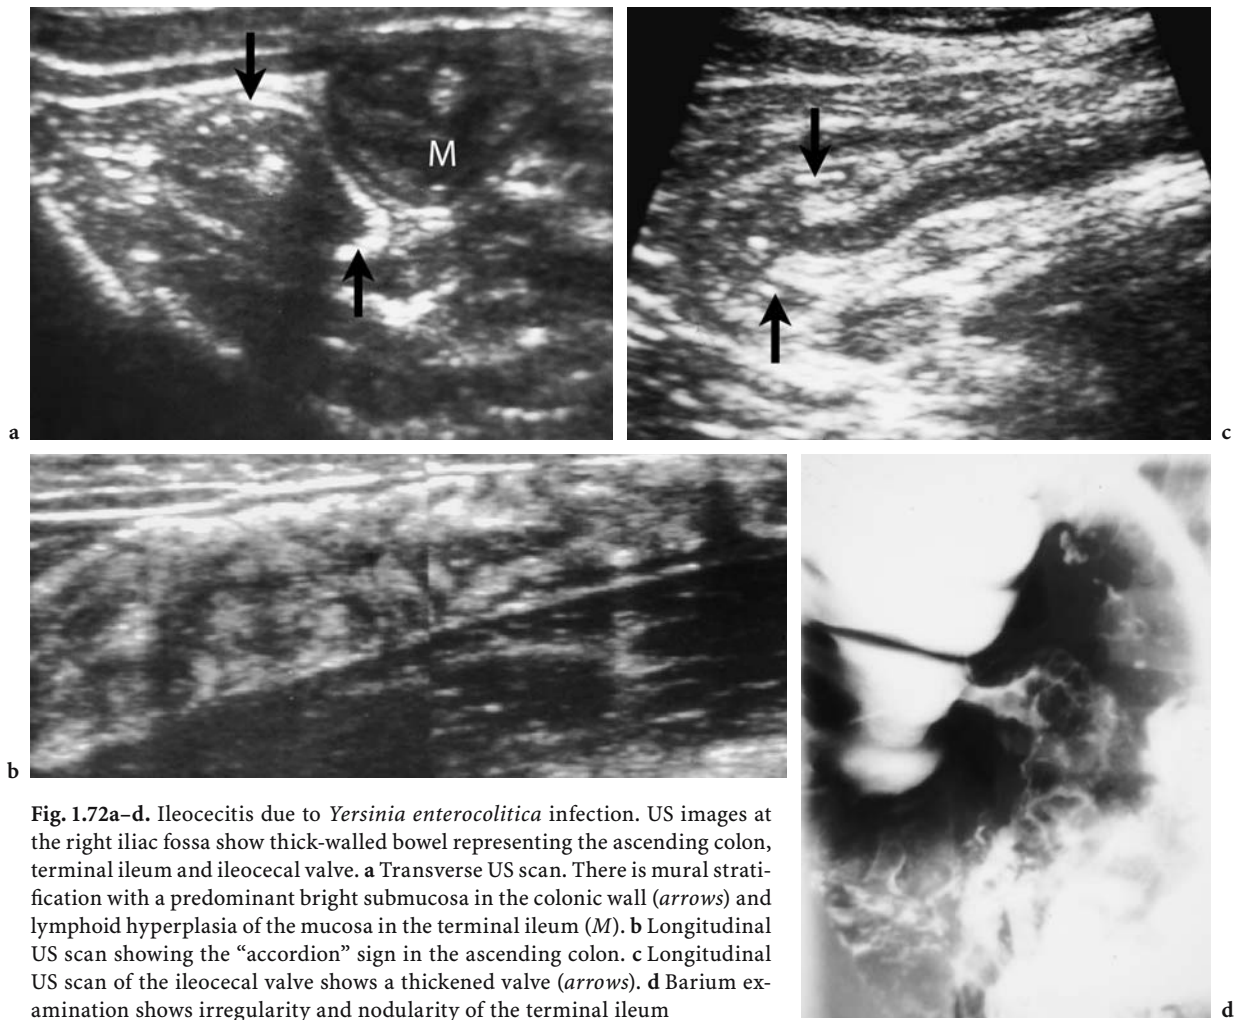 M
a
c
b
Fig. 1.72a–d. Ileocecitis due to Yersinia enterocolitica infection. US images at
the right iliac fossa show thick-walled bowel representing the ascending colon,
terminal ileum and ileocecal valve. a Transverse US scan. There is mural strati-
fication with a predominant bright submucosa in the colonic wall (arrows) and
lymphoid hyperplasia of the mucosa in the terminal ileum (M). b Longitudinal
US scan showing the “accordion” sign in the ascending colon. c Longitudinal
US scan of the ileocecal valve shows a thickened valve (arrows). d Barium ex-
amination shows irregularity and nodularity of the terminal ileum
d